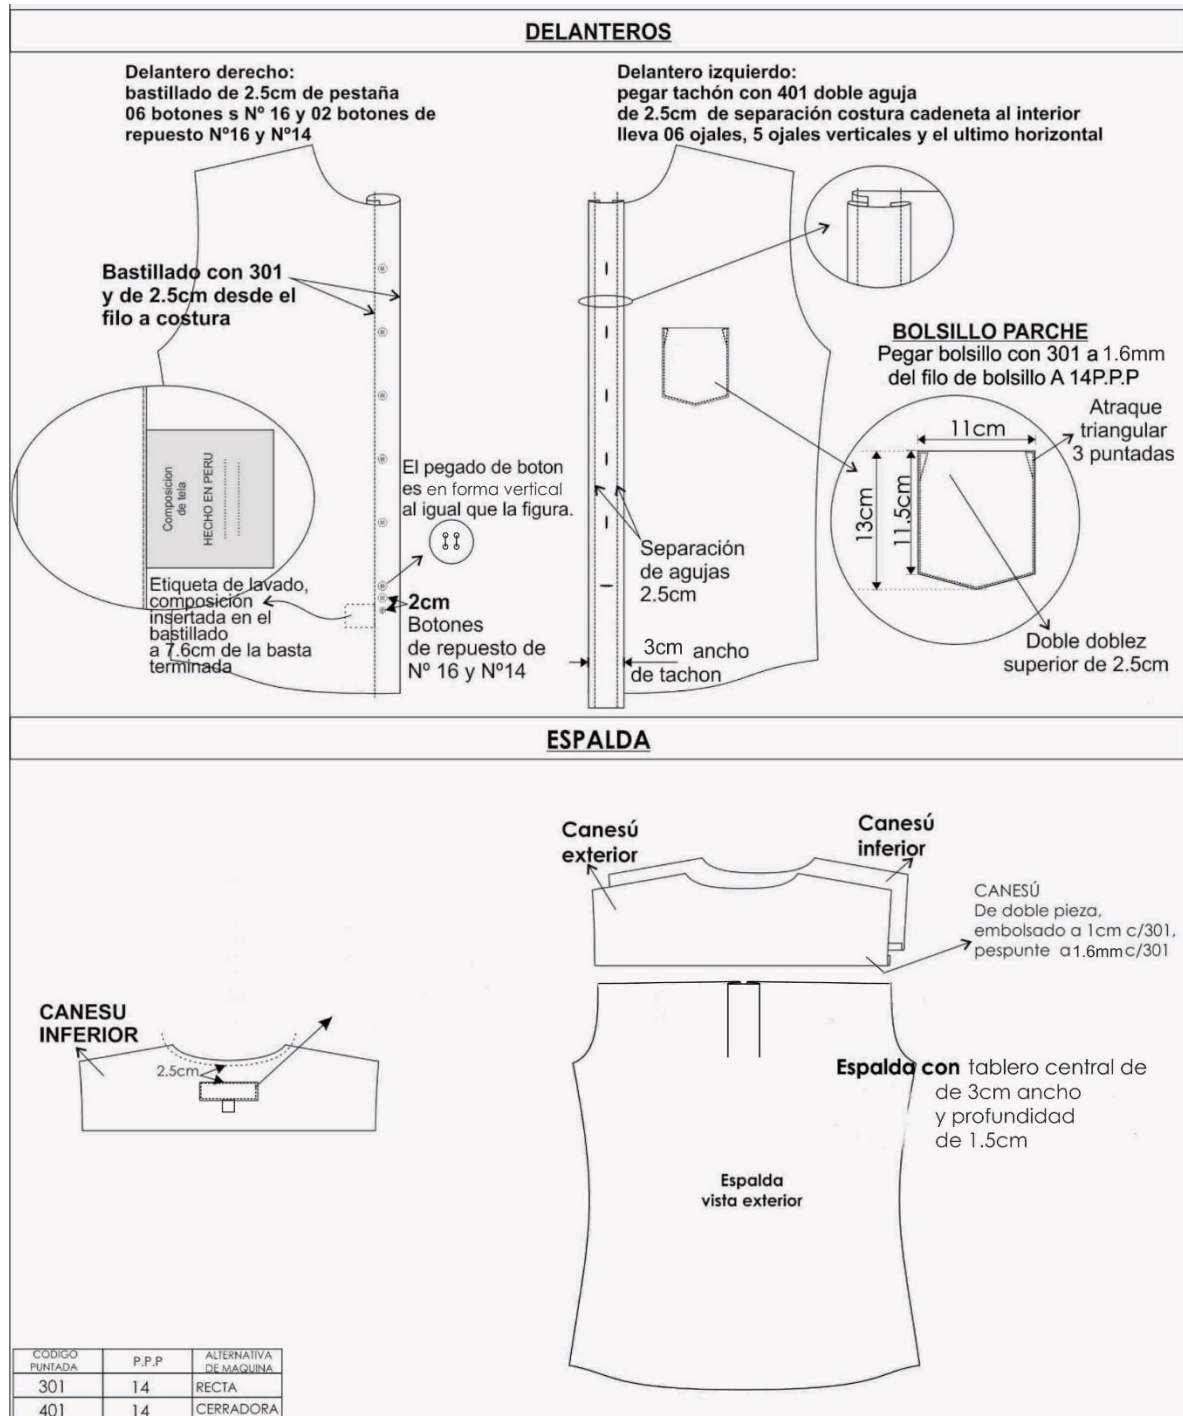 DELANTEROS
Delantero derecho:
bastillado de 2.5cm de pestaña
06 botones s Nº 16 y 02 botones de
repuesto Nº16 y Nº14
Delantero izquierdo:
pegar tachón con 401 doble aguja
de 2.5cm de separación costura cadeneta al interior
lleva 06 ojales, 5 ojales verticales y el ultimo horizontal
Bastillado con 301
y de 2.5cm desde el
filo a costura
BOLSILLO PARCHE
Pegar bolsillo con 301 a 1.6mm
del filo de bolsillo A 14P.P.P
Atraque
triangular
3 puntadas
11cm
13cm
11.5cm
Doble doblez
superior de 2.5cm
Composicion
de tela
HECHO EN PERU
El pegado de boton
es en forma vertical
al igual que la figura.
Etiqueta de lavado,
composición
insertada en el
bastillado
a 7.6cm de la basta
terminada
2cm
Botones
de repuesto de
Nº 16 y Nº14
Separación
de agujas
2.5cm
3cm ancho
de tachon
ESPALDA
Canesú
exterior
Canesú
inferior
CANESÚ
De doble pieza,
embolsado a 1cm c/301,
pespunte a 1.6mm c/301
CANESU
INFERIOR
2.5cm
Espalda con tablero central de
de 3cm ancho
y profundidad
de 1.5cm
Espalda
vista exterior
CODIGO PUNTADA P.P.P ALTERNATIVA DE MAQUINA
301 14 RECTA
401 14 CERRADORA